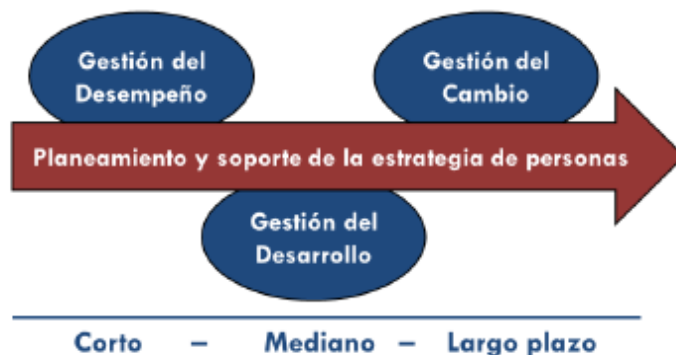 Gestión del
Desempeño
Gestión del
Cambio
Planeamiento y soporte de la estrategia de personas
Gestión del
Desarrollo
Corto – Mediano – Largo plazo